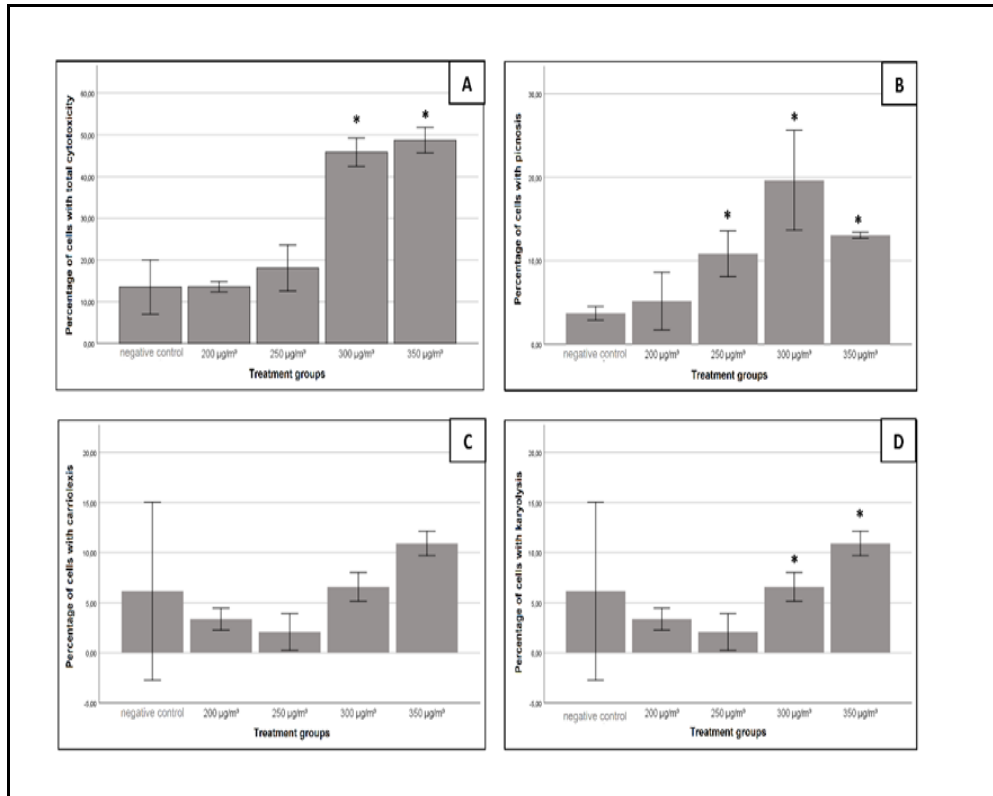 A
Percentage of cells with total cytotoxicity
60,00
50,00
40,00
30,00
20,00
10,00
0,00
*
*
negative control 200 µg/m³ 250 µg/m³ 300 µg/m³ 350 µg/m³
Treatment groups
B
Percentage of cells with picnosis
30,00
20,00
10,00
0,00
*
*
*
negative control 200 µg/m³ 250 µg/m³ 300 µg/m³ 350 µg/m³
Treatment groups
C
Percentage of cells with carriolexis
20,00
15,00
10,00
5,00
0,00
-5,00
negative control 200 µg/m³ 250 µg/m³ 300 µg/m³ 350 µg/m³
Treatment groups
D
Percentage of cells with karyolysis
20,00
15,00
10,00
5,00
0,00
-5,00
*
*
negative control 200 µg/m³ 250 µg/m³ 300 µg/m³ 350 µg/m³
Treatment groups